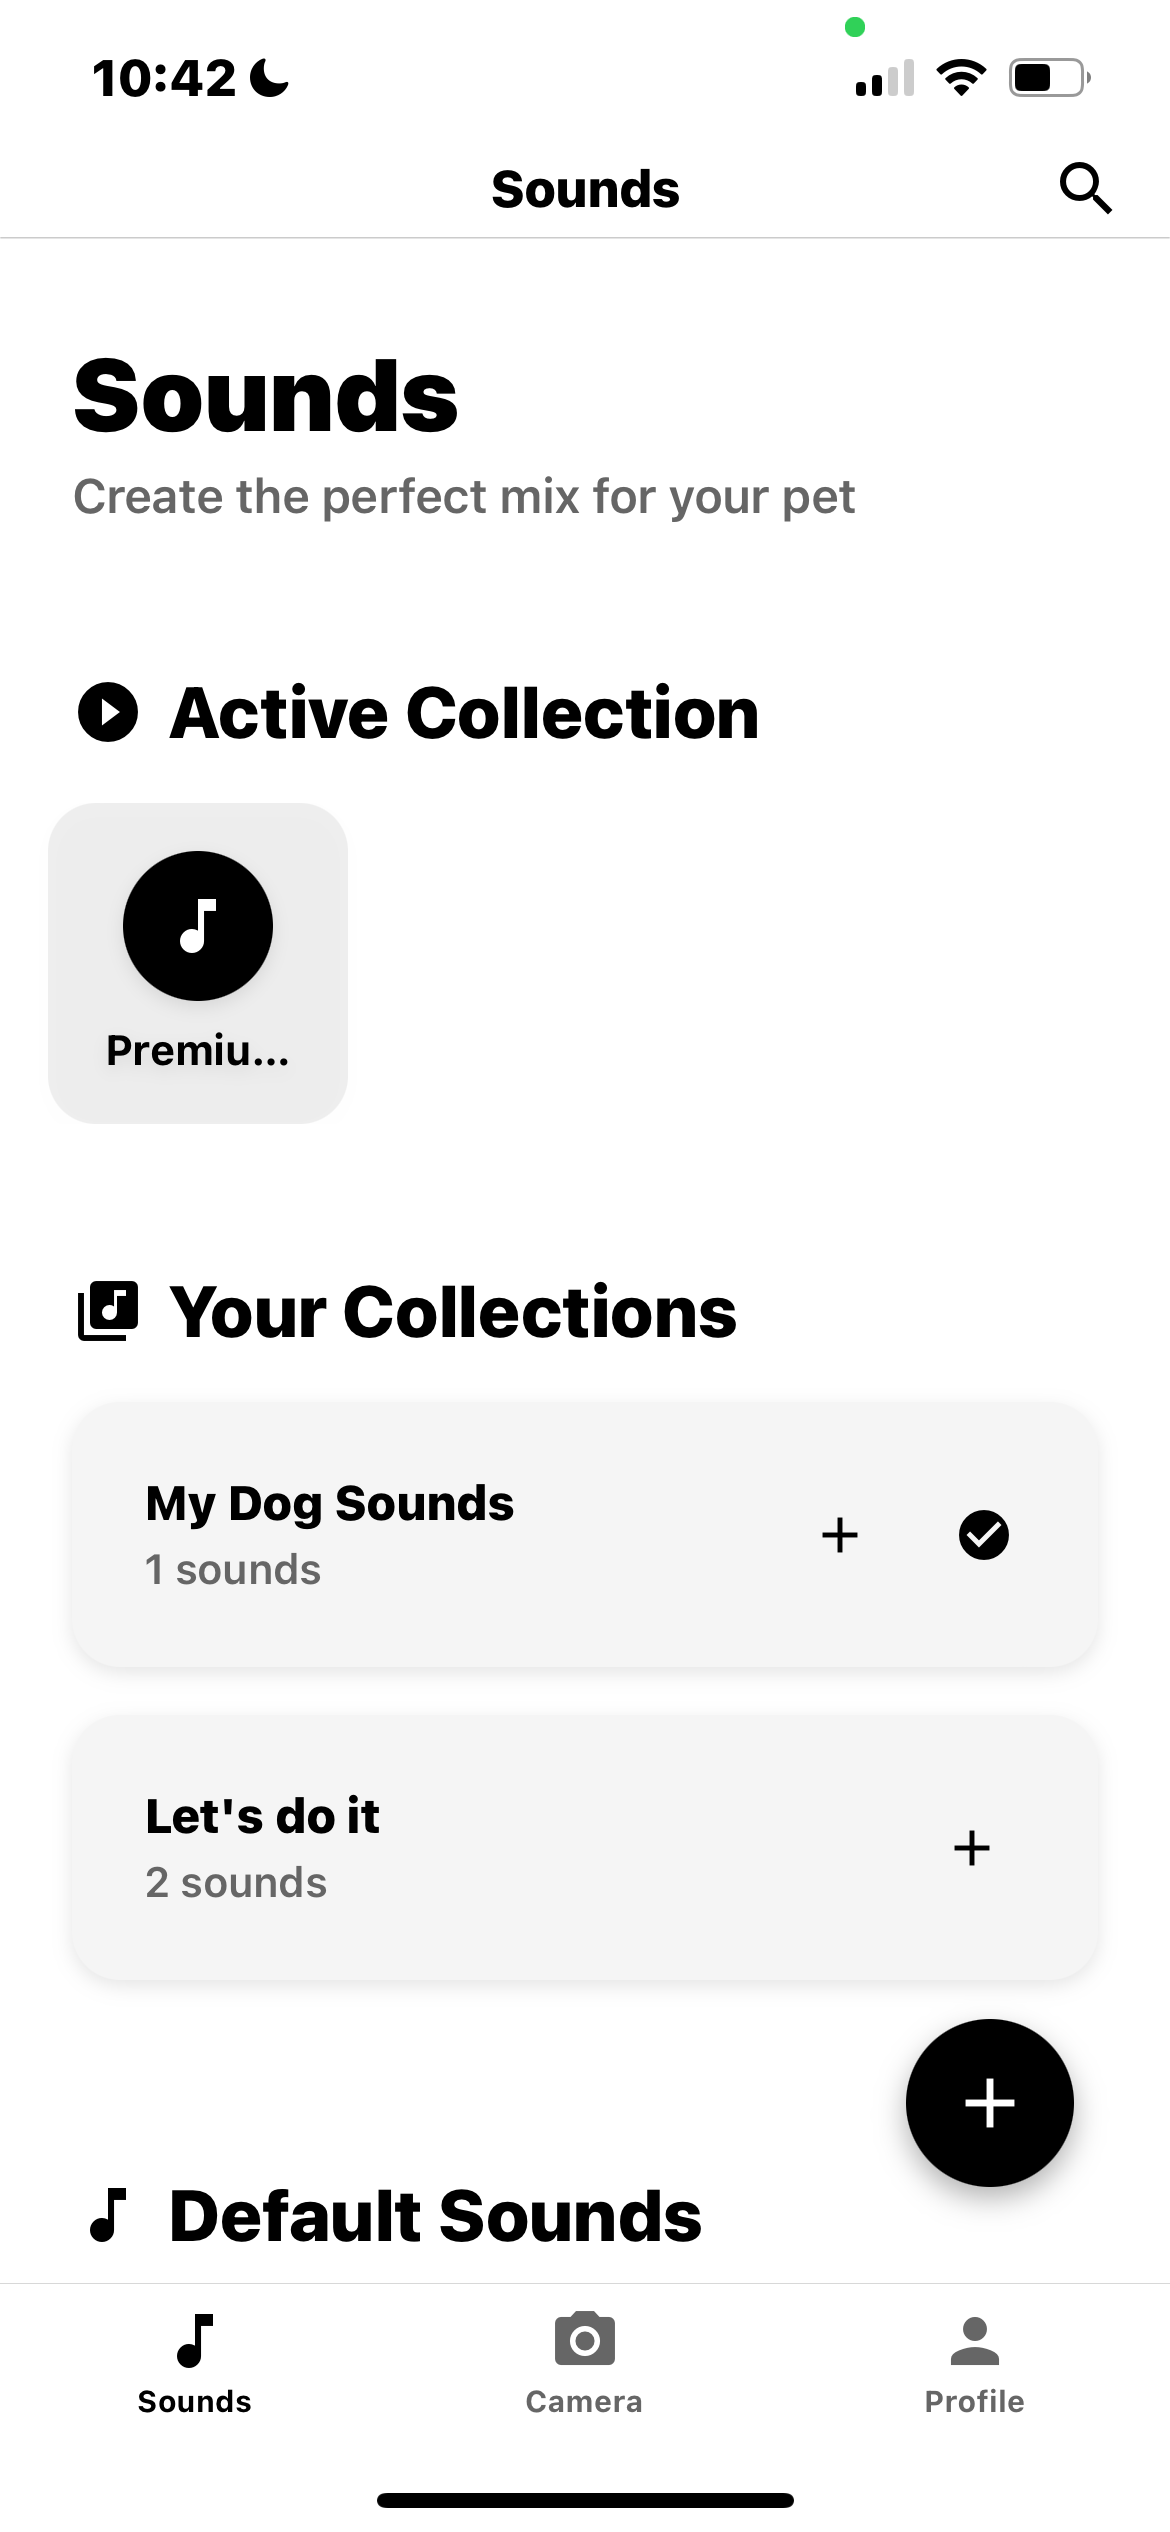 10:42
Sounds
Sounds
Create the perfect mix for your pet
Active Collection
Premiu...
Your Collections
My Dog Sounds
1 sounds
Let's do it
2 sounds
Default Sounds
Sounds
Camera
Profile